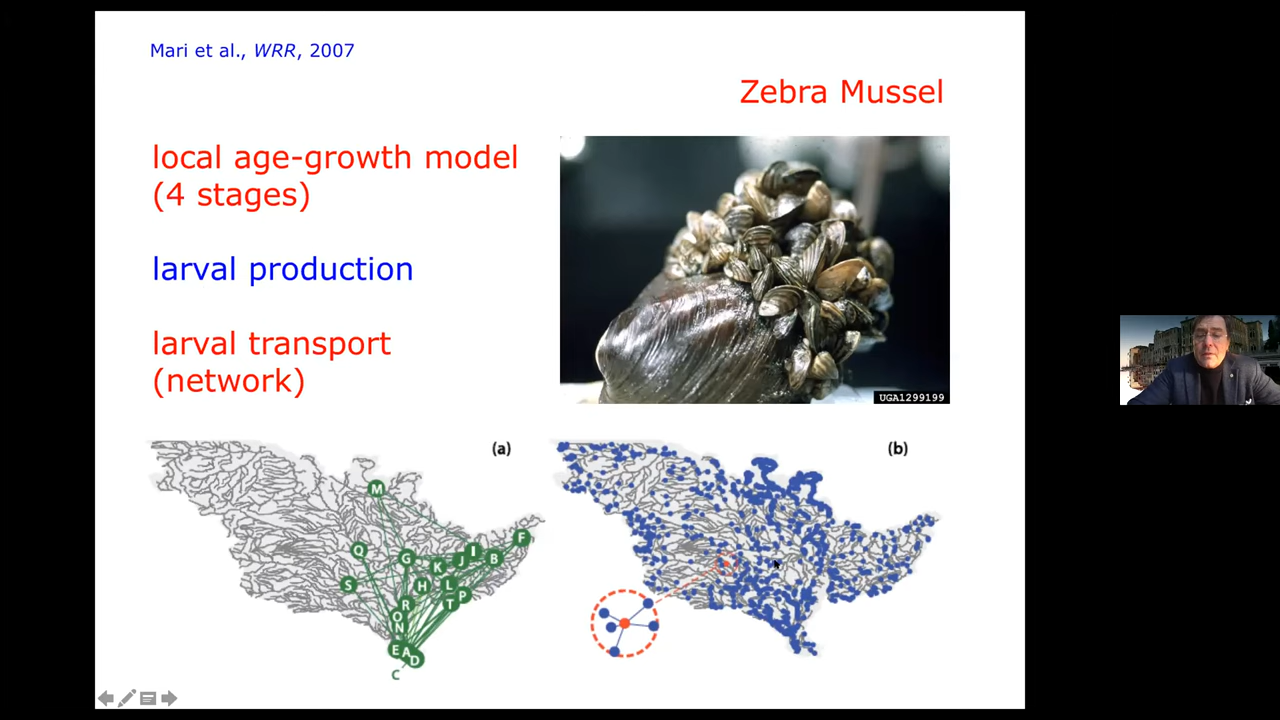 Mari et al., WRR, 2007
Zebra Mussel
local age-growth model
(4 stages)
larval production
larval transport
(network)
UGA1299199
(a)
(b)
M
F
Q
G
I
J
B
K
S
H
L
P
R
T
O
N
E
A
D
C